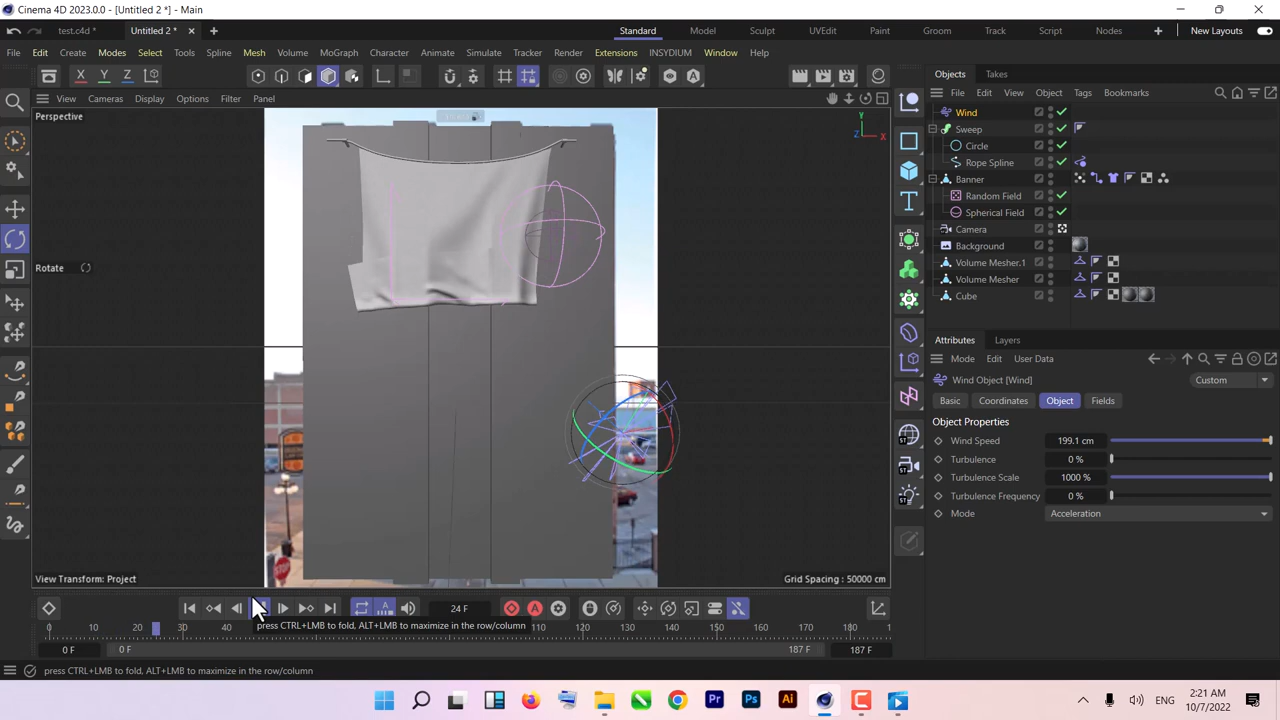 Cinema 4D 2023.0.0 - [Untitled 2 *] - Main
test.c4d *
Untitled 2 *
Standard
Model
Sculpt
UVEdit
Paint
Groom
Track
Script
Nodes
New Layouts
File
Edit
Create
Modes
Select
Tools
Spline
Mesh
Volume
MoGraph
Character
Animate
Simulate
Tracker
Render
Extensions
INSYDIUM
Window
Help
X
Y
Z
Objects
Takes
View
Cameras
Display
Options
Filter
Panel
File
Edit
View
Object
Tags
Bookmarks
Perspective
Y
Z
X
Wind
Sweep
Circle
Rope Spline
Banner
Random Field
Spherical Field
Camera
Background
Volume Mesher.1
Volume Mesher
Cube
Rotate
Attributes
Layers
Mode
Edit
User Data
Wind Object [Wind]
Custom
Basic
Coordinates
Object
Fields
Object Properties
Wind Speed
199.1 cm
Turbulence
0 %
Turbulence Scale
1000 %
Turbulence Frequency
0 %
Mode
Acceleration
View Transform: Project
Grid Spacing : 50000 cm
24 F
press CTRL+LMB to fold, ALT+LMB to maximize in the row/column
0
10
20
30
40
50
60
70
80
90
100
110
120
130
140
150
160
170
180
0 F
0 F
187 F
187 F
press CTRL+LMB to fold, ALT+LMB to maximize in the row/column
ENG
2:21 AM
10/7/2022